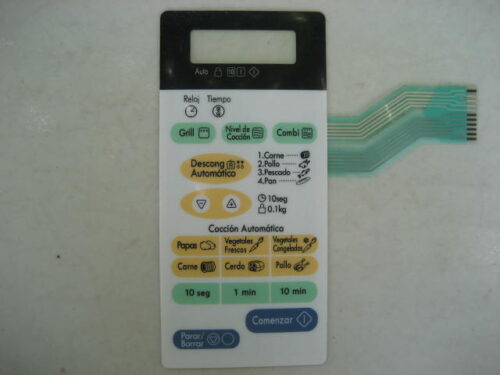 Auto
Reloj Tiempo
Grill
Nivel de
Cocción
Combi
Descong
Automático
1.Carne
2.Pollo
3.Pescado
4.Pan
10seg
0.1kg
Cocción Automática
Papas
Vegetales
Frescos
Vegetales
Congelados
Carne
Cerdo
Pollo
10 seg
1 min
10 min
Comenzar
Parar/
Borrar